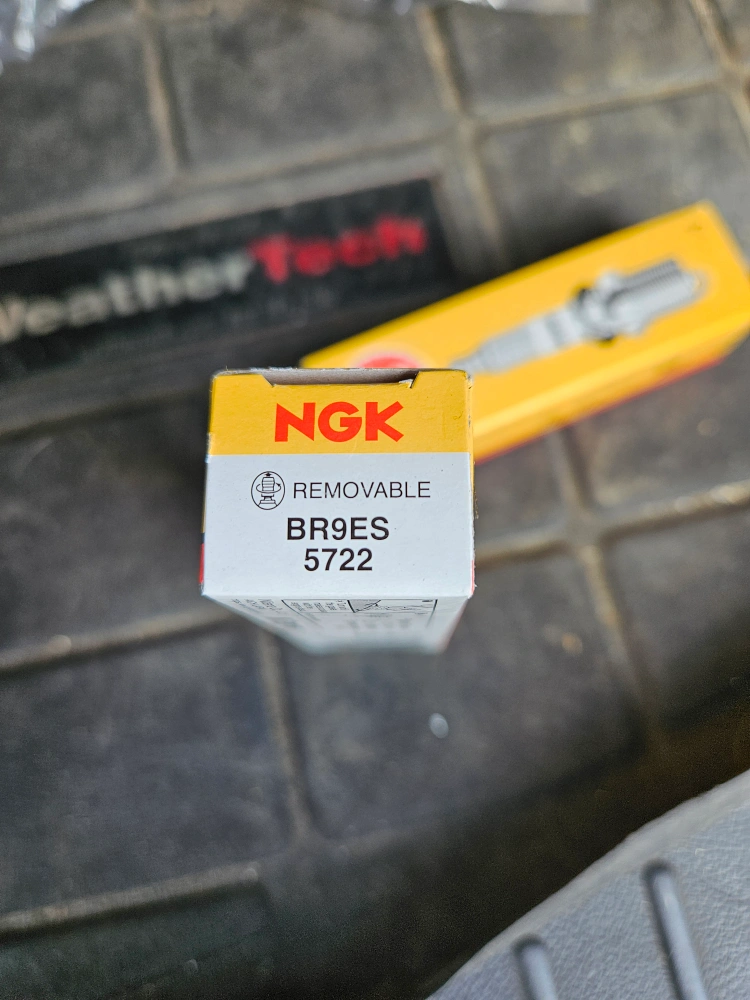 WeatherTech
NGK
REMOVABLE
BR9ES
5722